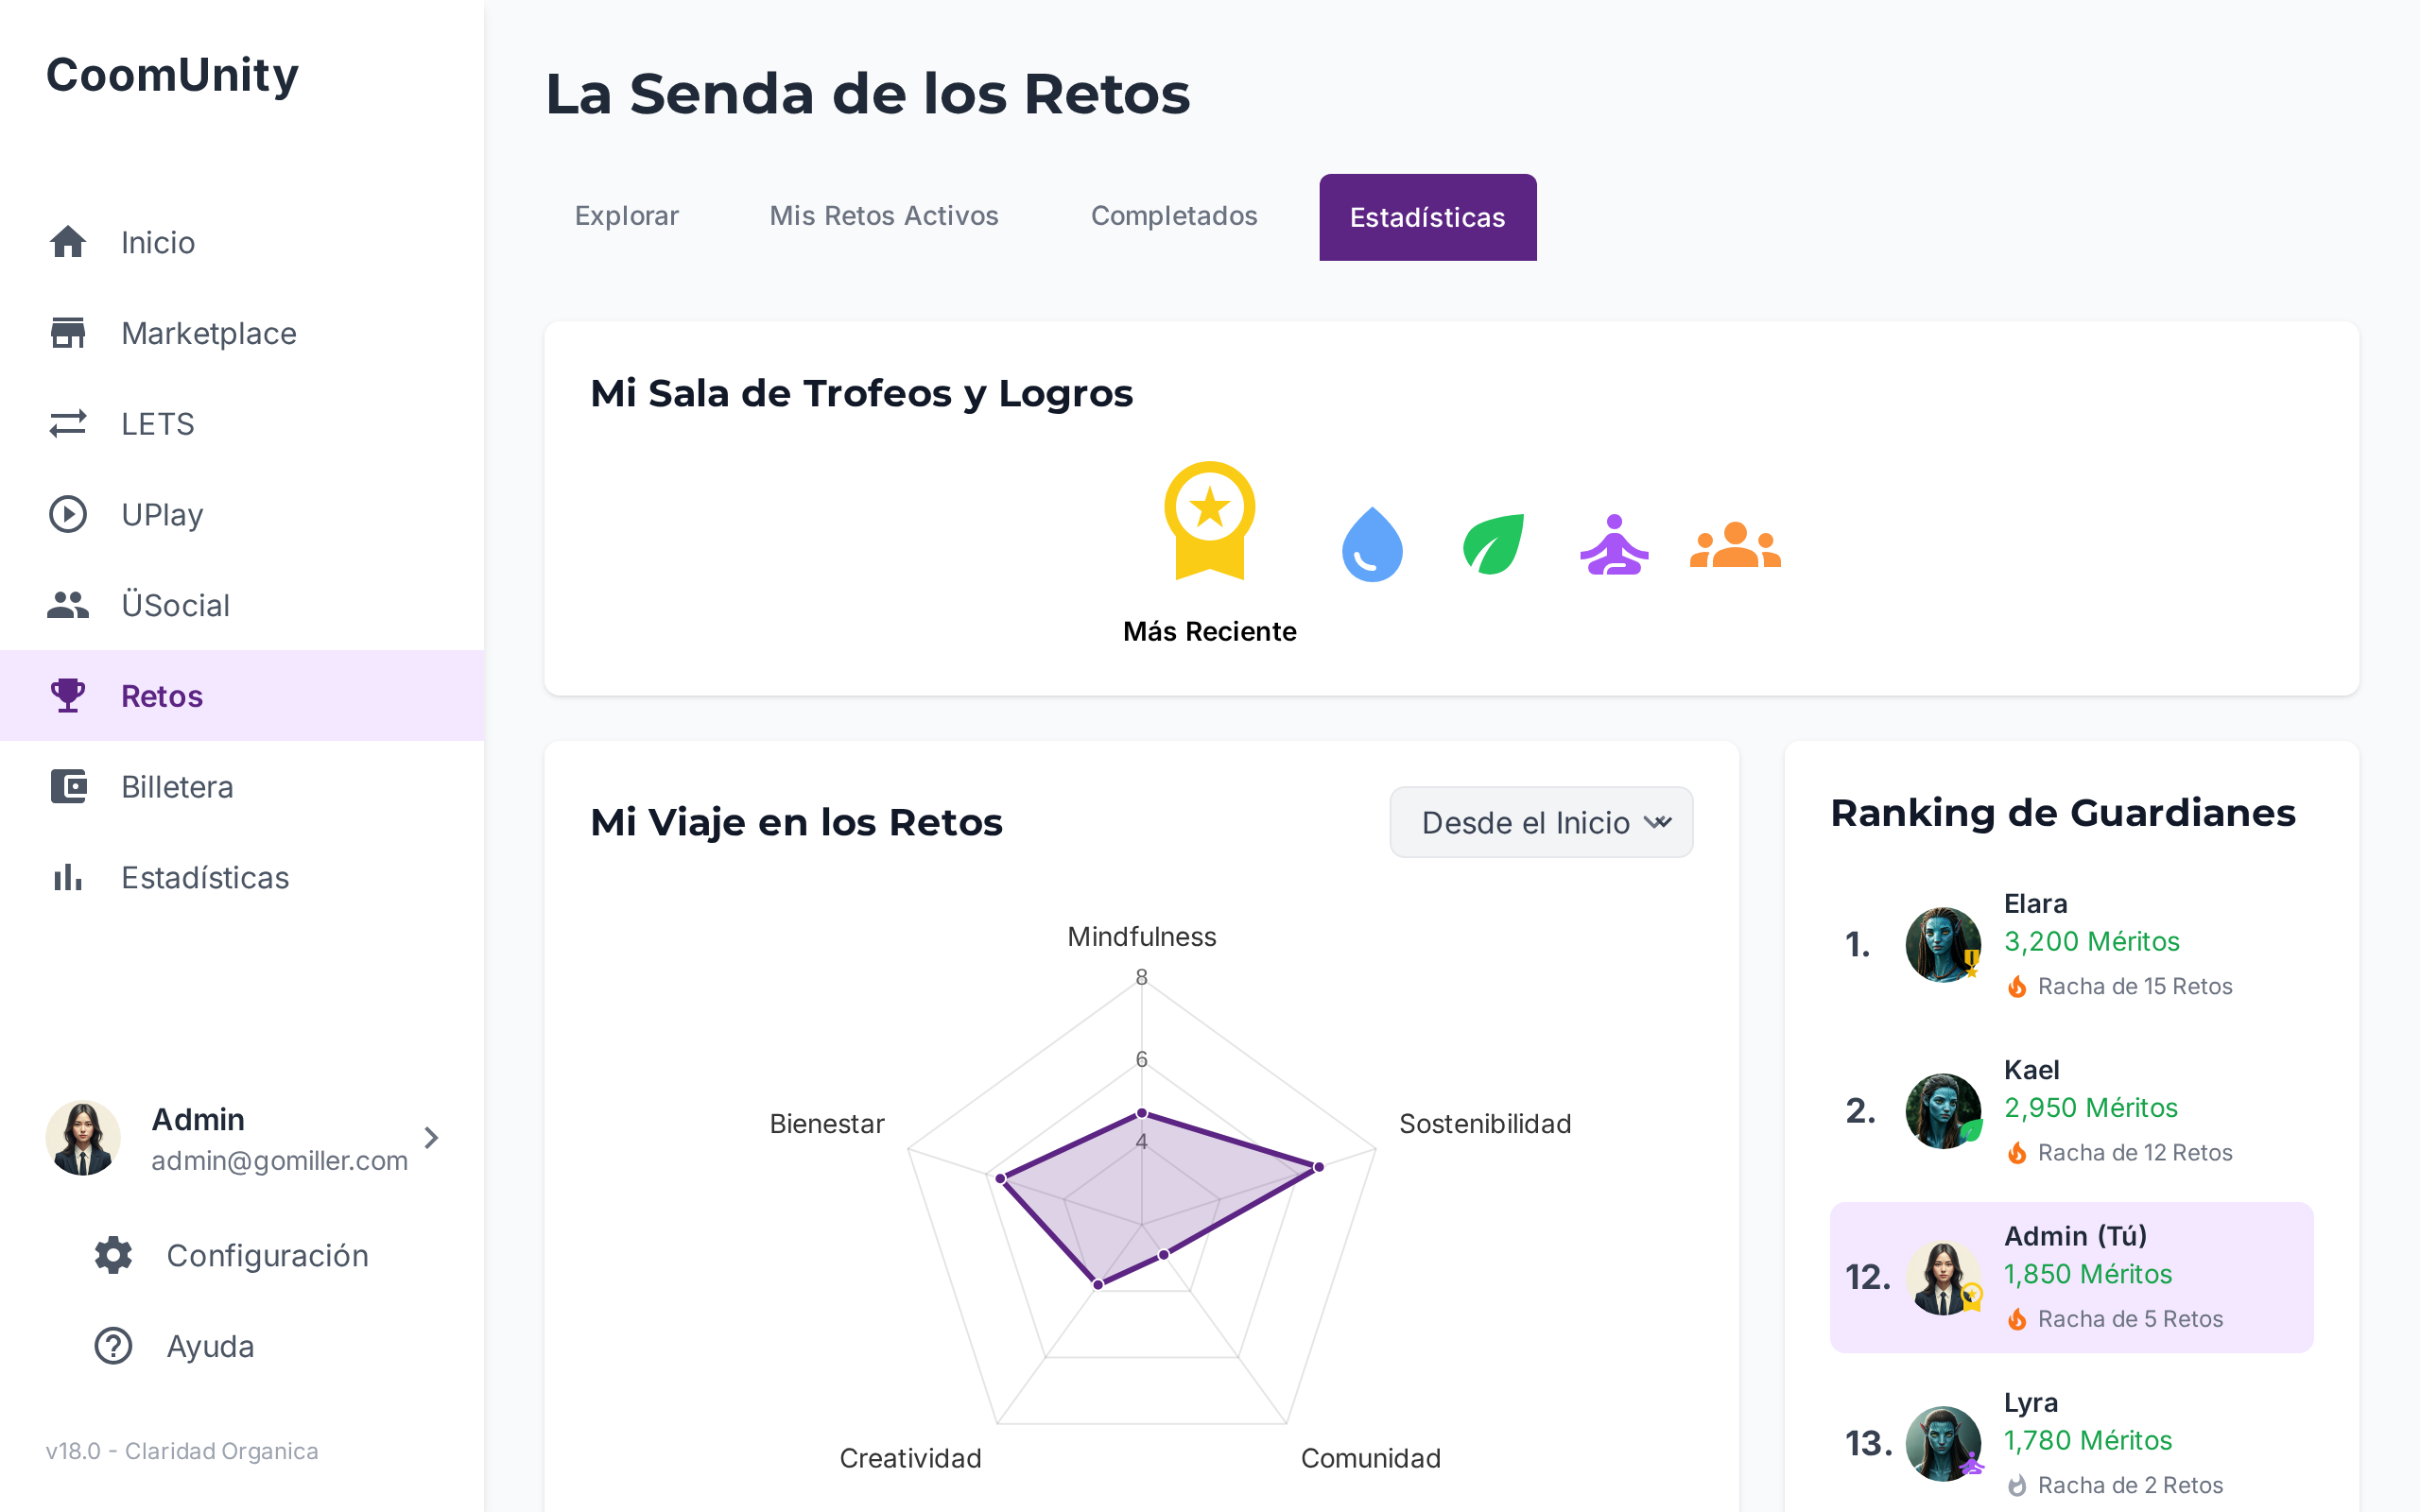 CoomUnity
Inicio
Marketplace
LETS
UPlay
ÜSocial
Retos
Billetera
Estadísticas
Admin
admin@gomiller.com
Configuración
Ayuda
v18.0 - Claridad Organica
La Senda de los Retos
Explorar
Mis Retos Activos
Completados
Estadísticas
Mi Sala de Trofeos y Logros
Más Reciente
Mi Viaje en los Retos
Desde el Inicio
Mindfulness
8
6
4
Bienestar
Sostenibilidad
Creatividad
Comunidad
Ranking de Guardianes
1.
Elara
3,200 Méritos
Racha de 15 Retos
2.
Kael
2,950 Méritos
Racha de 12 Retos
12.
Admin (Tú)
1,850 Méritos
Racha de 5 Retos
13.
Lyra
1,780 Méritos
Racha de 2 Retos